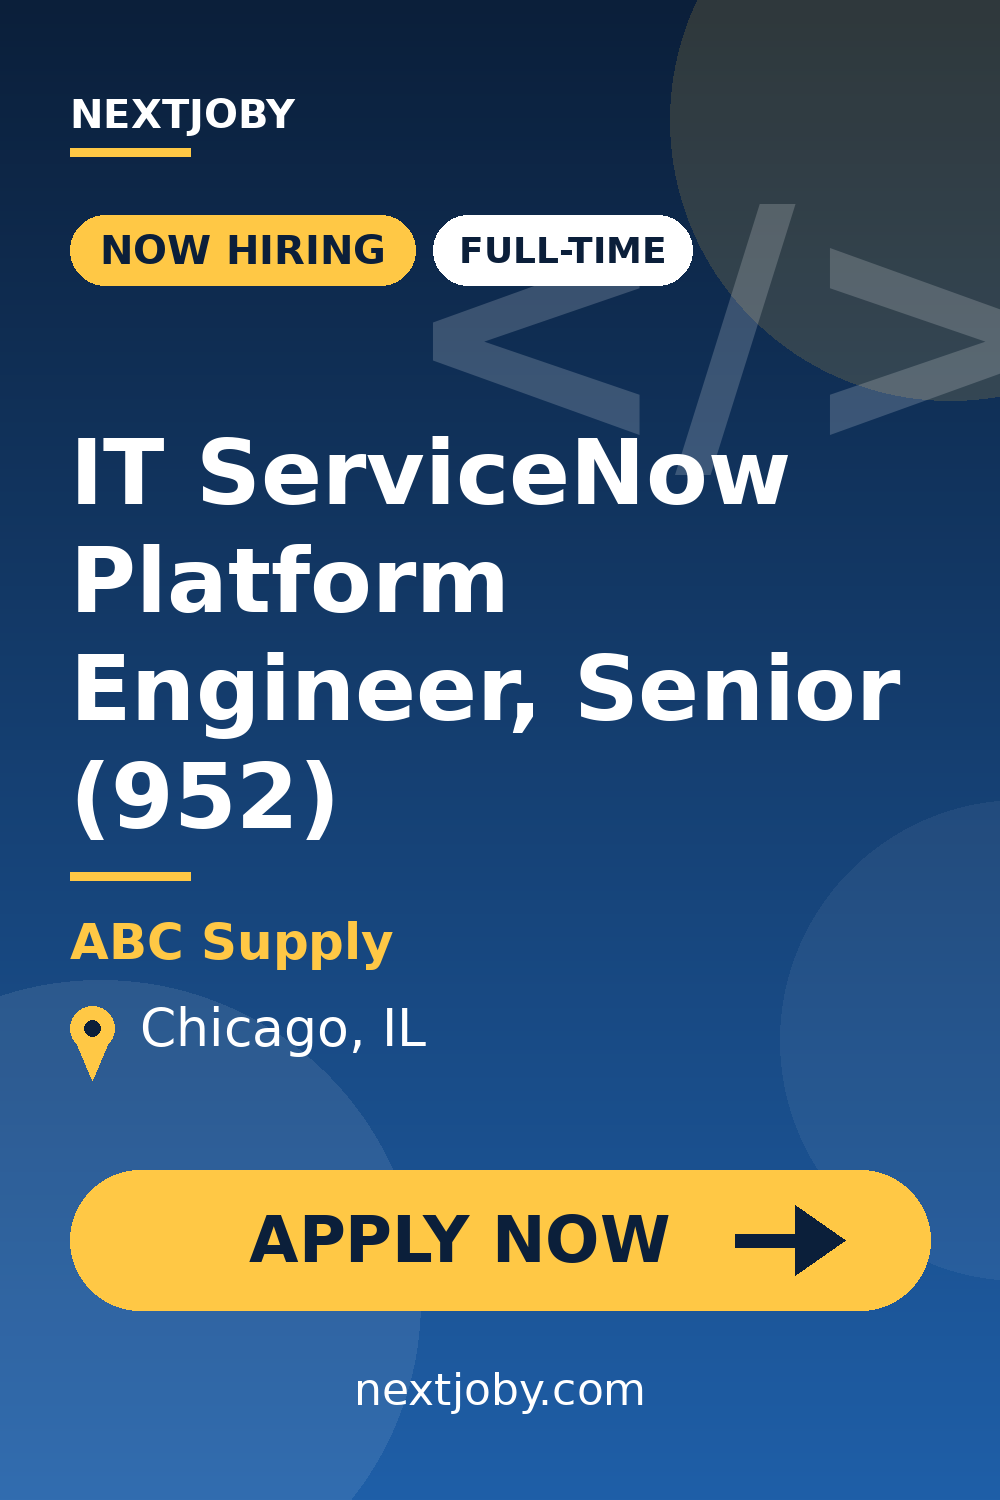 NEXTJOBY
NOW HIRING
FULL-TIME
</>
IT ServiceNow
Platform
Engineer, Senior
(952)
ABC Supply
Chicago, IL
APPLY NOW
nextjoby.com